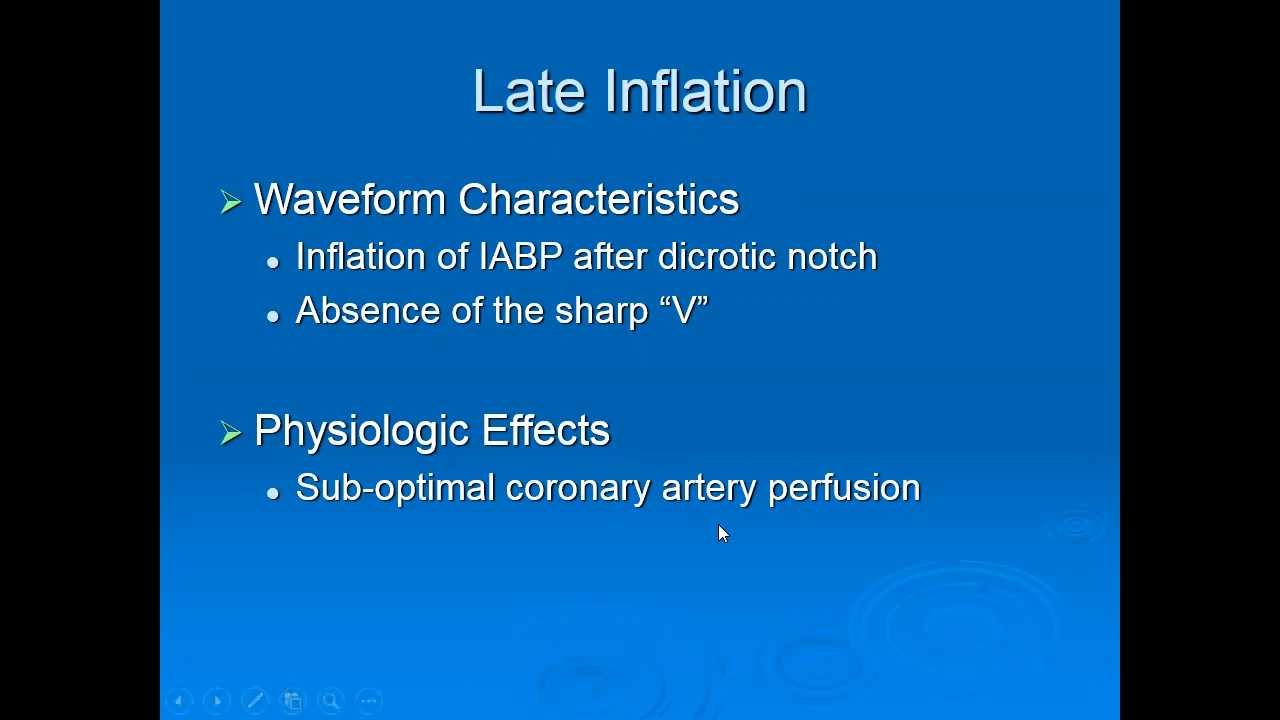 Late Inflation
Waveform Characteristics
Inflation of IABP after dicrotic notch
Absence of the sharp “V”
Physiologic Effects
Sub-optimal coronary artery perfusion